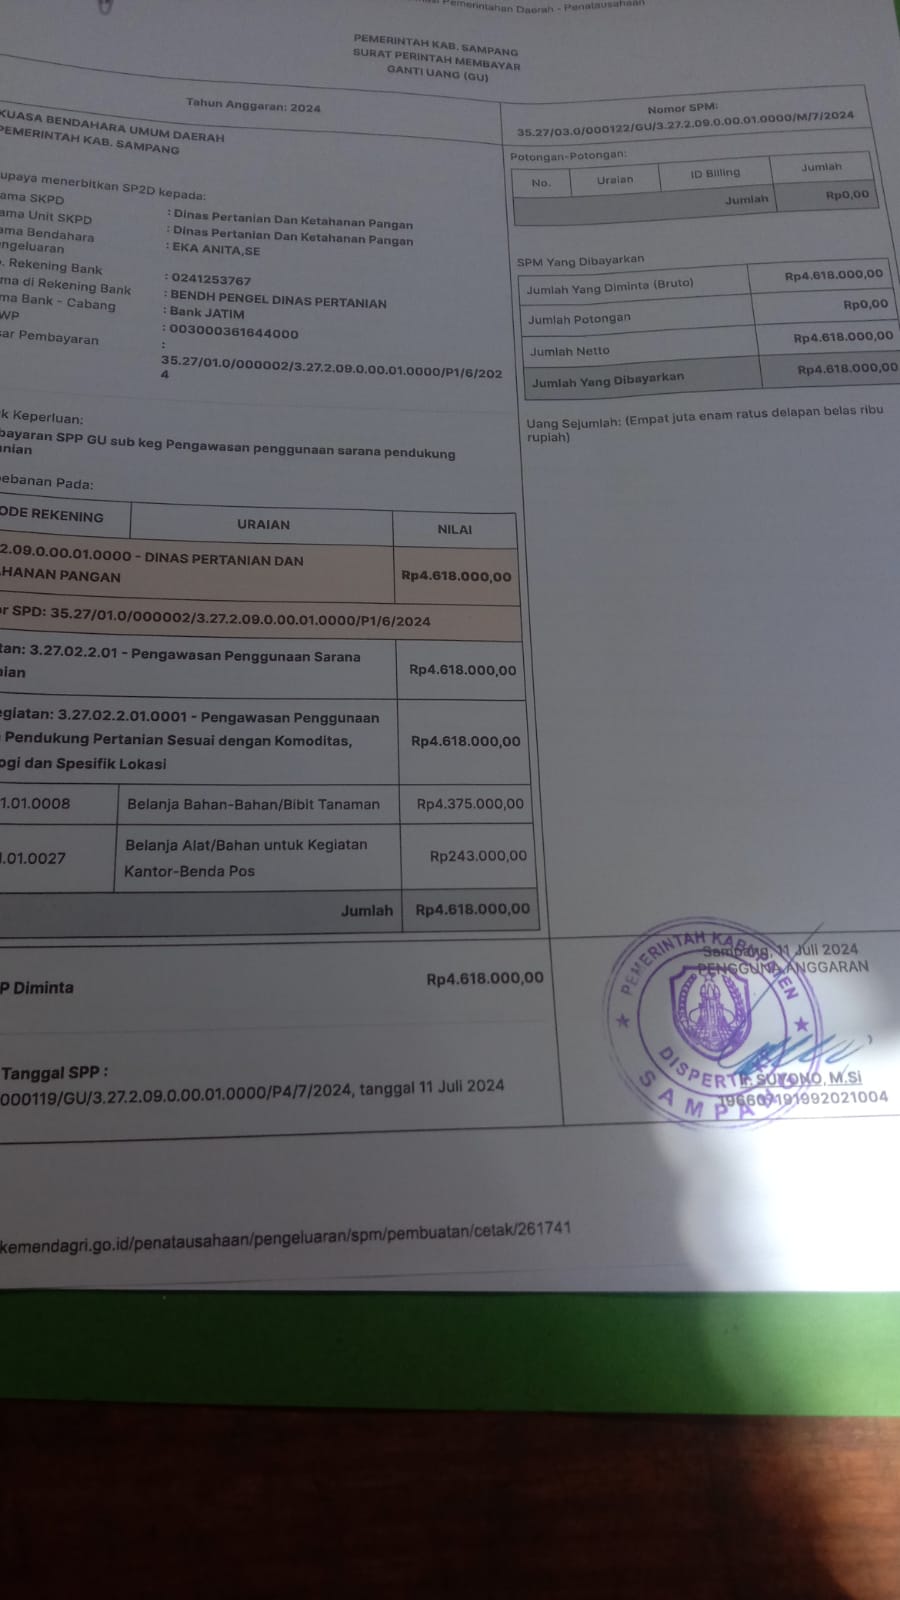 Pemerintahan Daerah - Penatausahaan
PEMERINTAH KAB. SAMPANG
SURAT PERINTAH MEMBAYAR
GANTI UANG (GU)
Tahun Anggaran: 2024
Nomor SPM:
35.27/03.0/000122/GU/3.27.2.09.0.00.01.0000/M/7/2024
KUASA BENDAHARA UMUM DAERAH
PEMERINTAH KAB. SAMPANG
upaya menerbitkan SP2D kepada:
ama SKPD : Dinas Pertanian Dan Ketahanan Pangan
ama Unit SKPD : Dinas Pertanian Dan Ketahanan Pangan
ama Bendahara : EKA ANITA,SE
ngeluaran
. Rekening Bank : 0241253767
ma di Rekening Bank : BENDH PENGEL DINAS PERTANIAN
ma Bank - Cabang : Bank JATIM
WP : 003000361644000
sar Pembayaran :
35.27/01.0/000002/3.27.2.09.0.00.01.0000/P1/6/202
4
k Keperluan:
bayaran SPP GU sub keg Pengawasan penggunaan sarana pendukung
anian
ebanan Pada:
Potongan-Potongan:
No. Uraian ID Billing Jumlah
Jumlah Rp0,00
SPM Yang Dibayarkan
Jumlah Yang Diminta (Bruto) Rp4.618.000,00
Jumlah Potongan Rp0,00
Jumlah Netto Rp4.618.000,00
Jumlah Yang Dibayarkan Rp4.618.000,00
Uang Sejumlah: (Empat juta enam ratus delapan belas ribu
rupiah)
ODE REKENING URAIAN NILAI
2.09.0.00.01.0000 - DINAS PERTANIAN DAN
AHANAN PANGAN Rp4.618.000,00
or SPD: 35.27/01.0/000002/3.27.2.09.0.00.01.0000/P1/6/2024
tan: 3.27.02.2.01 - Pengawasan Penggunaan Sarana
nian Rp4.618.000,00
egiatan: 3.27.02.2.01.0001 - Pengawasan Penggunaan
Pendukung Pertanian Sesuai dengan Komoditas, Rp4.618.000,00
ogi dan Spesifik Lokasi
1.01.0008 Belanja Bahan-Bahan/Bibit Tanaman Rp4.375.000,00
.01.0027 Belanja Alat/Bahan untuk Kegiatan
Kantor-Benda Pos Rp243.000,00
Jumlah Rp4.618.000,00
P Diminta Rp4.618.000,00
Tanggal SPP :
000119/GU/3.27.2.09.0.00.01.0000/P4/7/2024, tanggal 11 Juli 2024
Sampang, 11 Juli 2024
PENGGUNA ANGGARAN
PEMERINTAH KABUPATEN
DISPERTA
SAMPANG
Ir. SUYONO, M.Si
196607191992021004
kemendagri.go.id/penatausahaan/pengeluaran/spm/pembuatan/cetak/261741